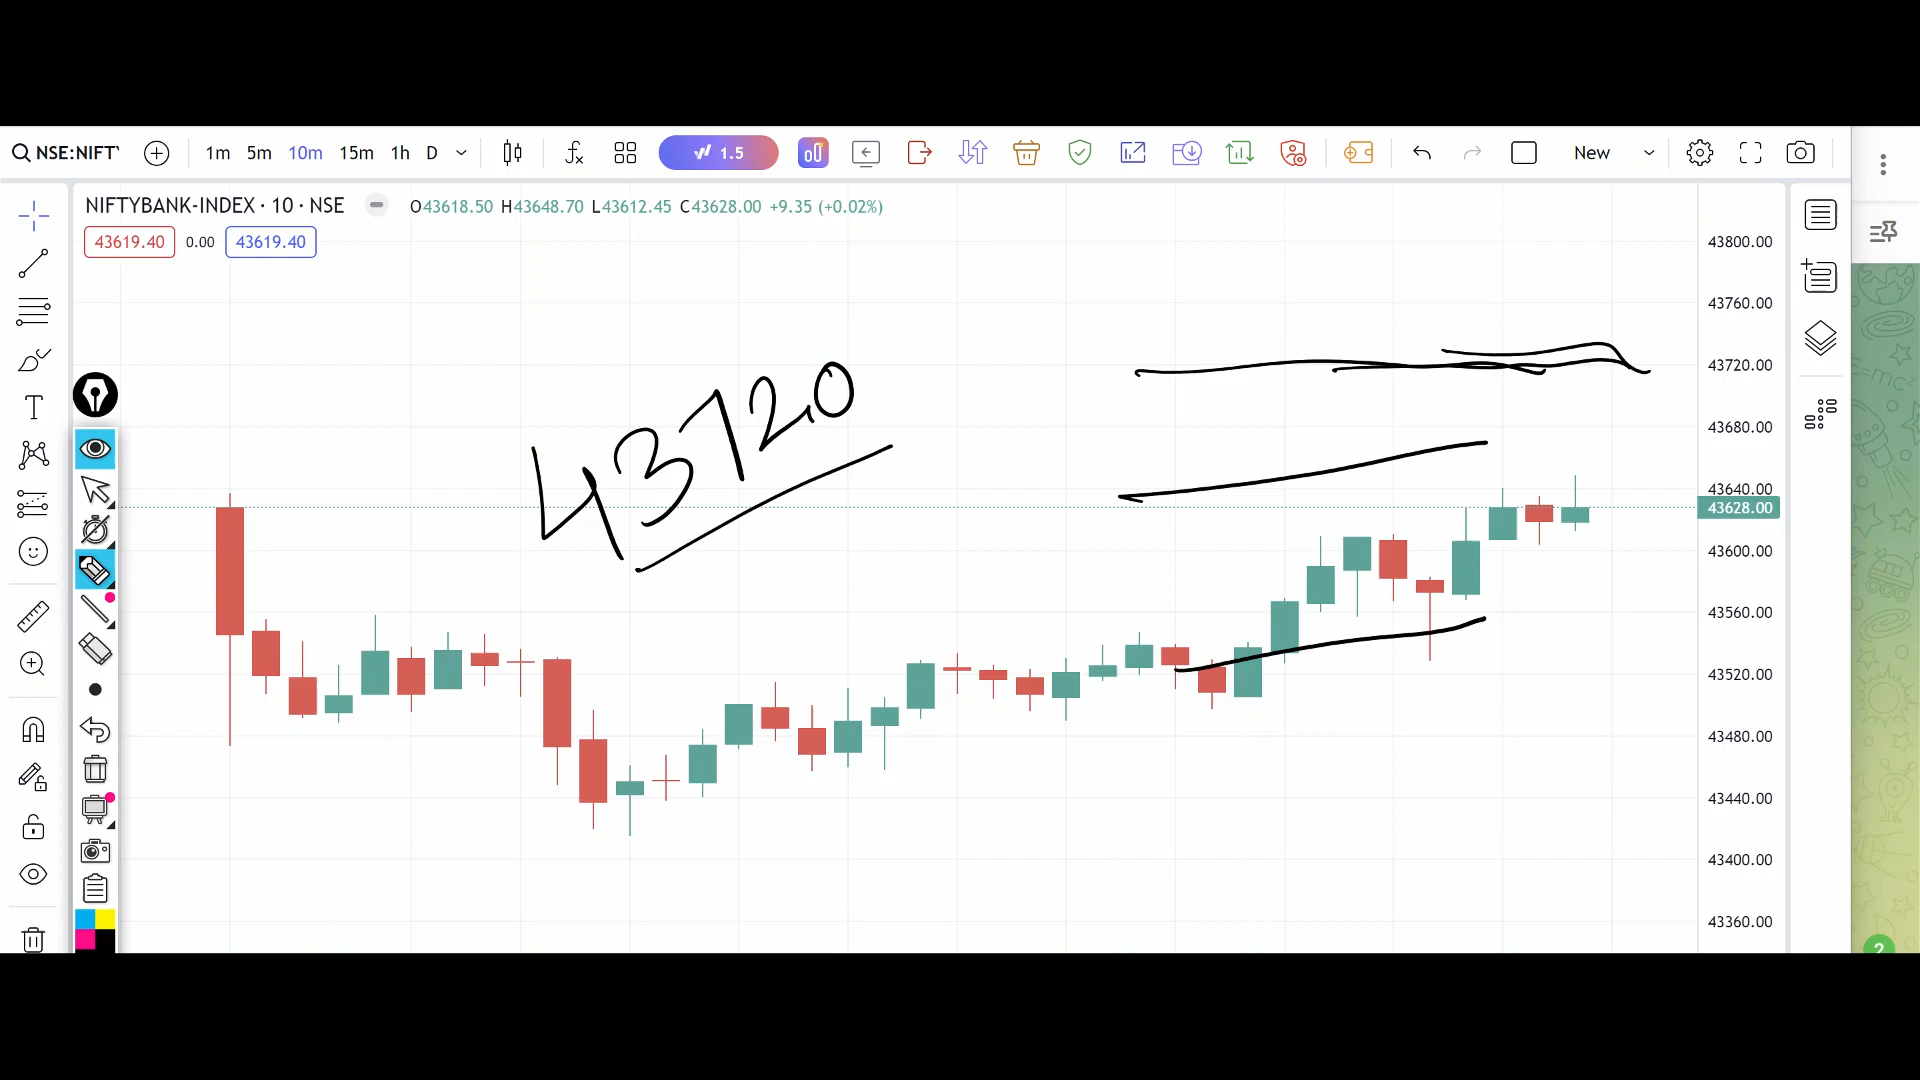 NSE:NIFT
1m 5m 10m 15m 1h D
1.5
New
NIFTYBANK-INDEX · 10 · NSE
O43618.50 H43648.70 L43612.45 C43628.00 +9.35 (+0.02%)
43619.40 0.00 43619.40
43800.00
43760.00
43720.00
43680.00
43640.00
43628.00
43600.00
43560.00
43520.00
43480.00
43440.00
43400.00
43360.00
43720
T
2